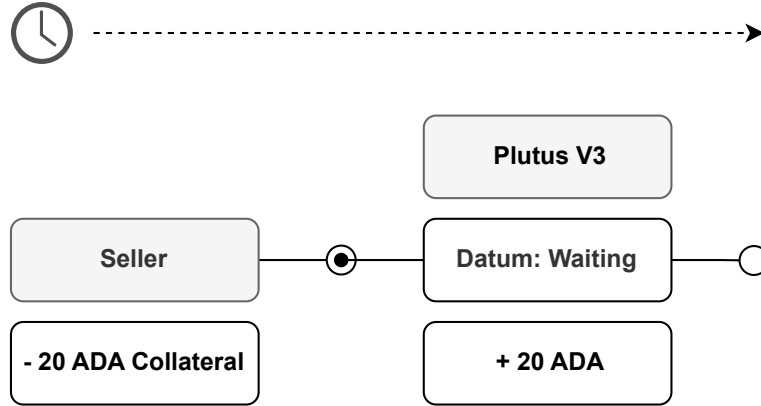 Plutus V3
Seller
Datum: Waiting
- 20 ADA Collateral
+ 20 ADA